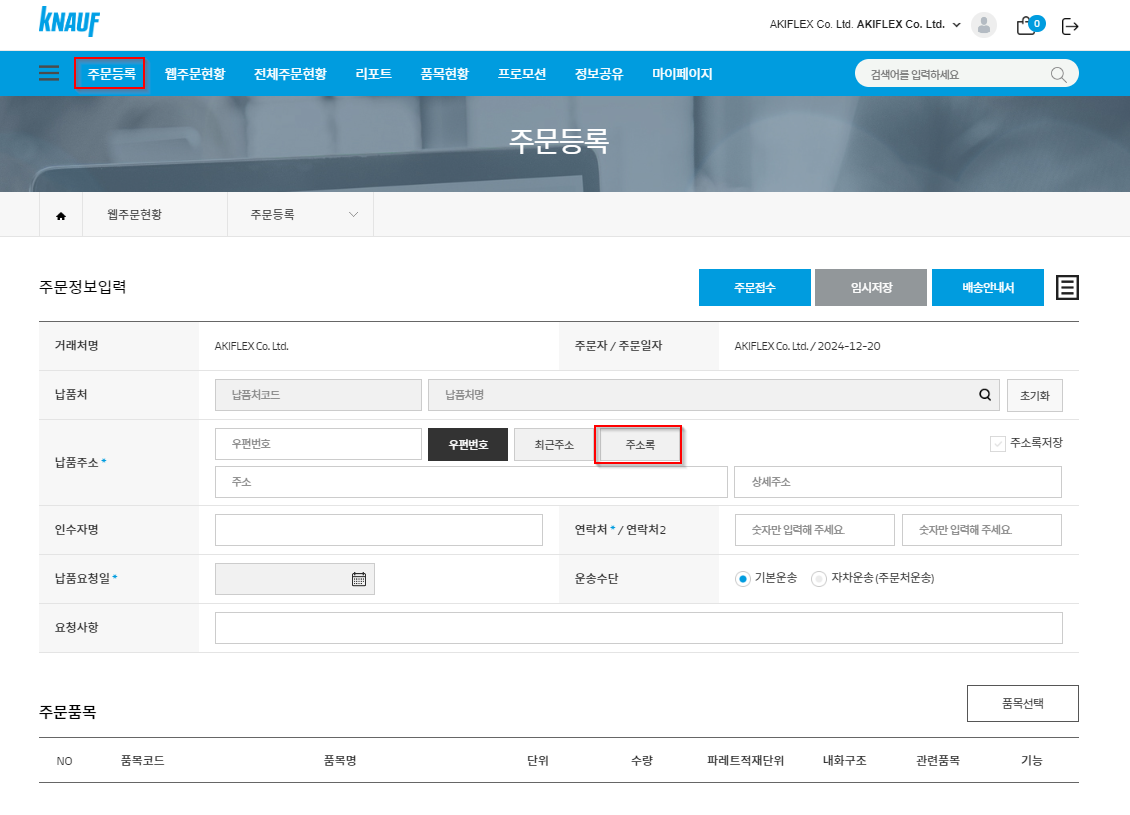 KNAUF
AKIFLEX Co. Ltd. AKIFLEX Co. Ltd.
0
주문등록 웹주문현황 전체주문현황 리포트 품목현황 프로모션 정보공유 마이페이지 검색어를 입력하세요
주문등록
웹주문현황 주문등록
주문정보입력 주문접수 임시저장 배송안내서
거래처명 AKIFLEX Co. Ltd. 주문자 / 주문일자 AKIFLEX Co. Ltd. / 2024-12-20
납품처 납품처코드 납품처명 초기화
납품주소 * 우편번호 우편번호 최근주소 주소록 주소록저장
주소 상세주소
인수자명 연락처 * / 연락처2 숫자만 입력해 주세요. 숫자만 입력해 주세요.
납품요청일 * 운송수단 기본운송 자차운송 (주문처운송)
요청사항
주문품목 품목선택
NO 품목코드 품목명 단위 수량 파레트적재단위 내화구조 관련품목 기능